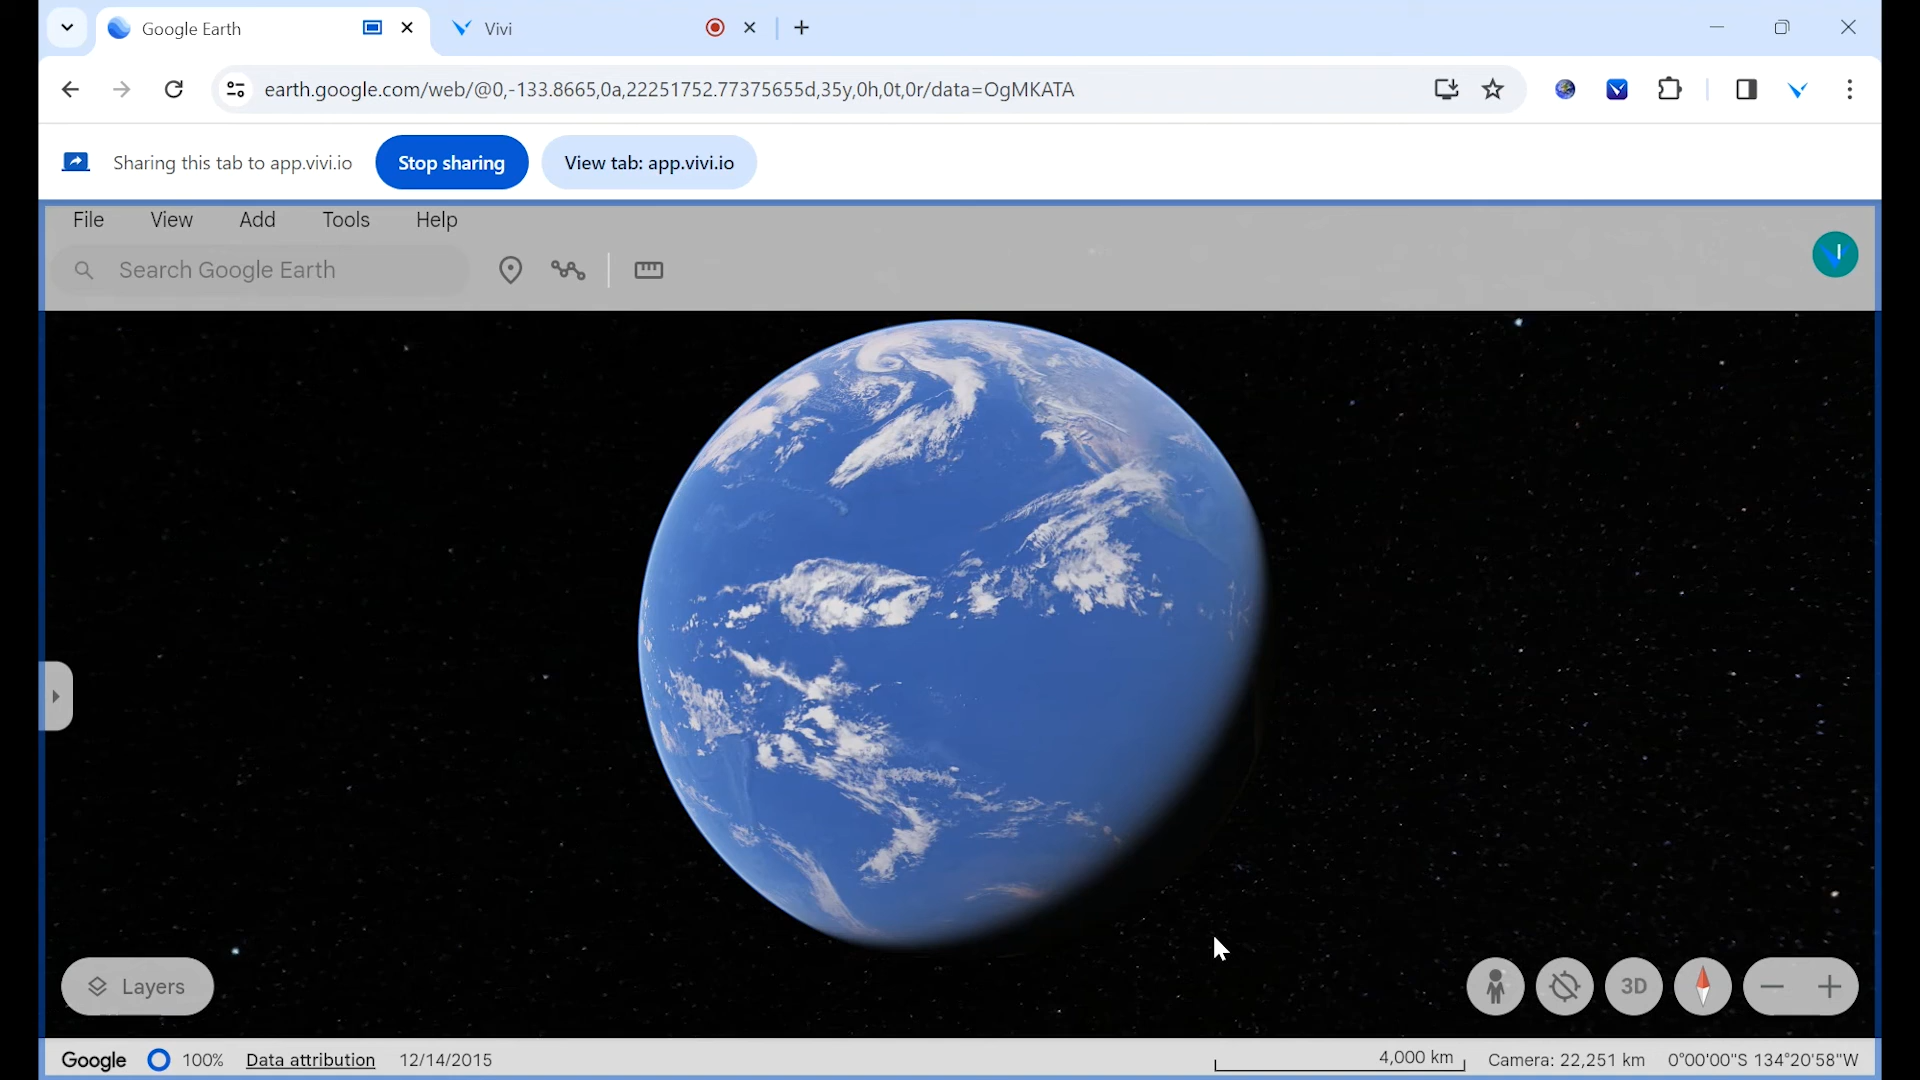 Google Earth
Vivi
earth.google.com/web/@0,-133.8665,0a,22251752.77375655d,35y,0h,0t,0r/data=OgMKATA
Sharing this tab to app.vivi.io
Stop sharing
View tab: app.vivi.io
File View Add Tools Help
Search Google Earth
Layers
3D
Google 100% Data attribution 12/14/2015 4,000 km Camera: 22,251 km 0°00'00"S 134°20'58"W